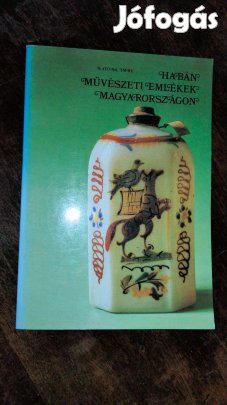 Jófogás
KATONA IMRE
HABÁN
MŰVÉSZETI EMLÉKEK
MAGYARORSZÁGON